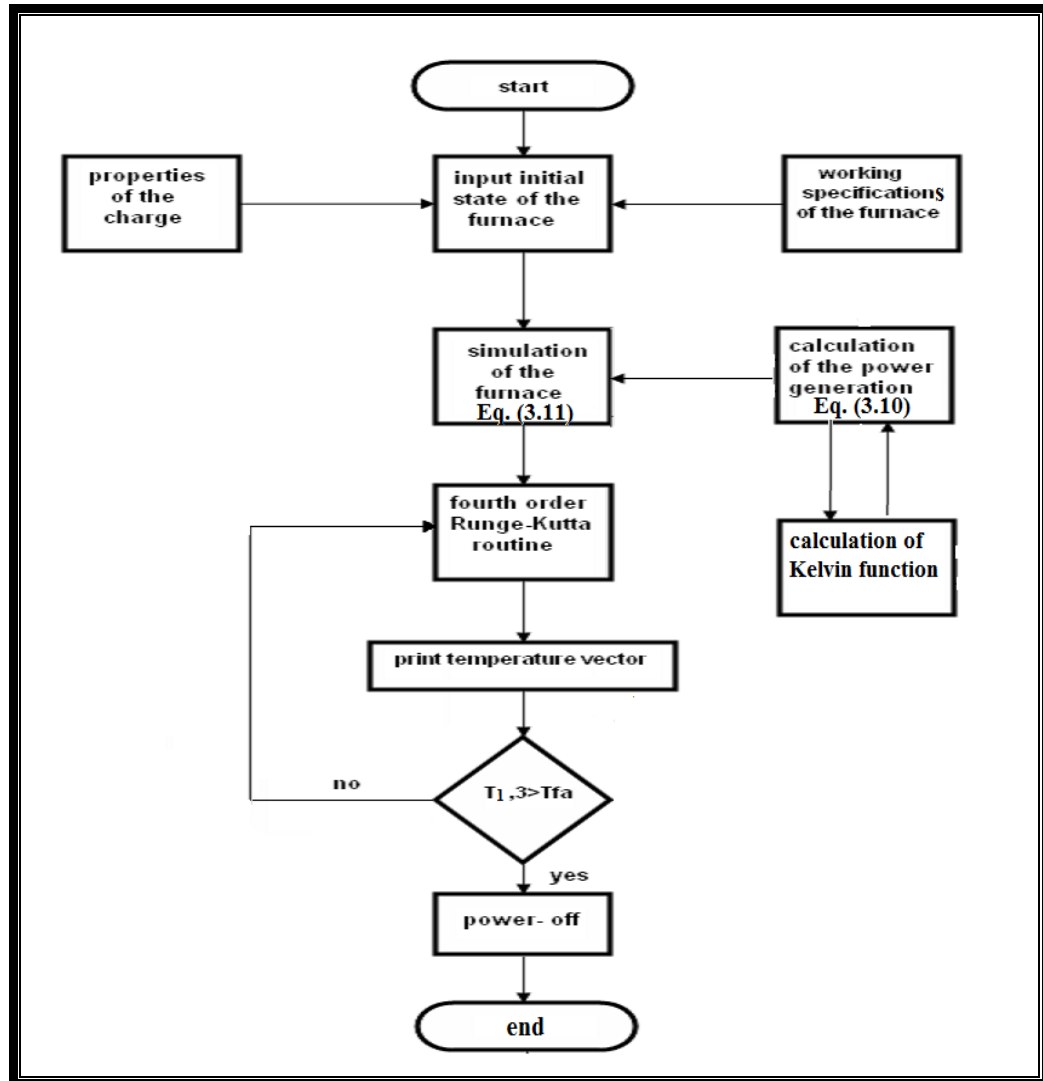 start
properties
of the
charge
input initial
state of the
furnace
working
specifications
of the furnace
simulation
of the
furnace
Eq. (3.11)
calculation
of the power
generation
Eq. (3.10)
fourth order
Runge-Kutta
routine
calculation of
Kelvin function
print temperature vector
T1,3>Tfa
no
yes
power- off
end